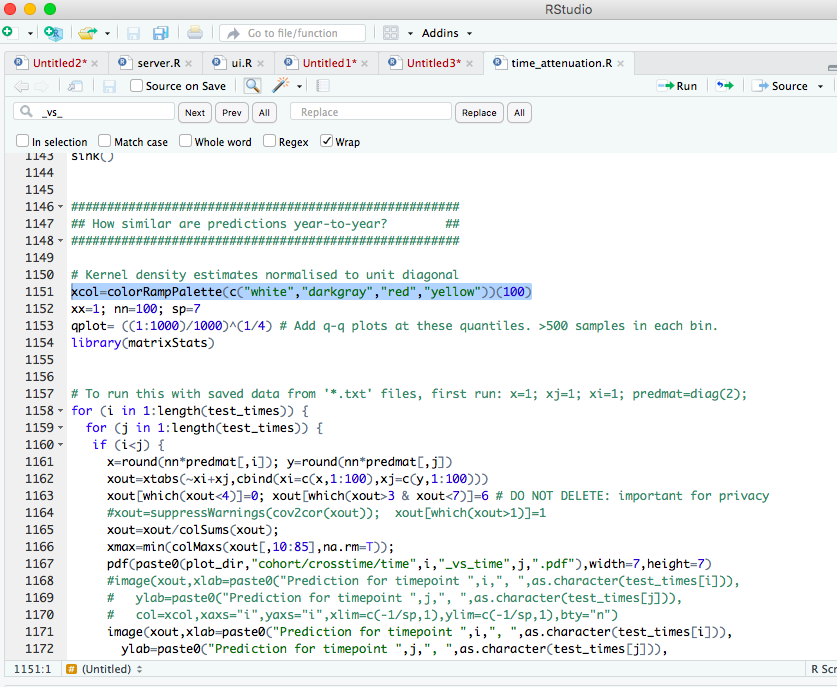 RStudio
Go to file/function
Addins
Untitled2* ×
server.R ×
ui.R ×
Untitled1* ×
Untitled3* ×
time_attenuation.R ×
Source on Save
Run
Source
_vs_
Next
Prev
All
Replace
Replace
All
In selection
Match case
Whole word
Regex
Wrap
1143 sink()
1144
1145
1146 #####################################################
1147 ## How similar are predictions year-to-year? ##
1148 #####################################################
1149
1150 # Kernel density estimates normalised to unit diagonal
1151 xcol=colorRampPalette(c("white","darkgray","red","yellow"))(100)
1152 xx=1; nn=100; sp=7
1153 qplot= ((1:1000)/1000)^(1/4) # Add q-q plots at these quantiles. >500 samples in each bin.
1154 library(matrixStats)
1155
1156
1157 # To run this with saved data from '*.txt' files, first run: x=1; xj=1; xi=1; predmat=diag(2);
1158 for (i in 1:length(test_times)) {
1159 for (j in 1:length(test_times)) {
1160 if (i<j) {
1161 x=round(nn*predmat[,i]); y=round(nn*predmat[,j])
1162 xout=xtabs(~xi+xj,cbind(xi=c(x,1:100),xj=c(y,1:100)))
1163 xout[which(xout<4)]=0; xout[which(xout>3 & xout<7)]=6 # DO NOT DELETE: important for privacy
1164 #xout=suppressWarnings(cov2cor(xout)); xout[which(xout>1)]=1
1165 xout=xout/colSums(xout);
1166 xmax=min(colMaxs(xout[,10:85],na.rm=T));
1167 pdf(paste0(plot_dir,"cohort/crosstime/time",i,"_vs_time",j,".pdf"),width=7,height=7)
1168 #image(xout,xlab=paste0("Prediction for timepoint ",i,", ",as.character(test_times[i])),
1169 # ylab=paste0("Prediction for timepoint ",j,", ",as.character(test_times[j])),
1170 # col=xcol,xaxs="i",yaxs="i",xlim=c(-1/sp,1),ylim=c(-1/sp,1),bty="n")
1171 image(xout,xlab=paste0("Prediction for timepoint ",i,", ",as.character(test_times[i])),
1172 ylab=paste0("Prediction for timepoint ",j,", ",as.character(test_times[j])),
1151:1 # (Untitled)
R Scr